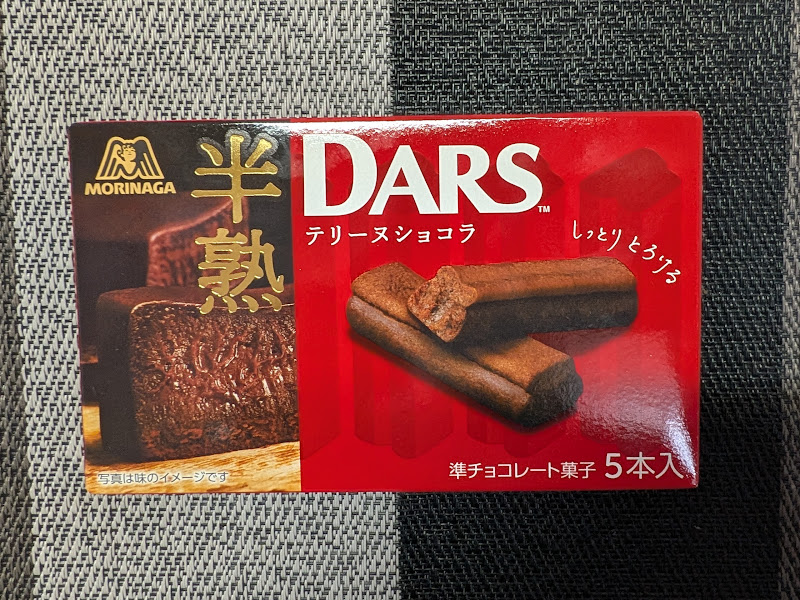 MORINAGA
半熟
DARS™
テリーヌショコラ
しっとりとろける
写真は味のイメージです
準チョコレート菓子 5本入